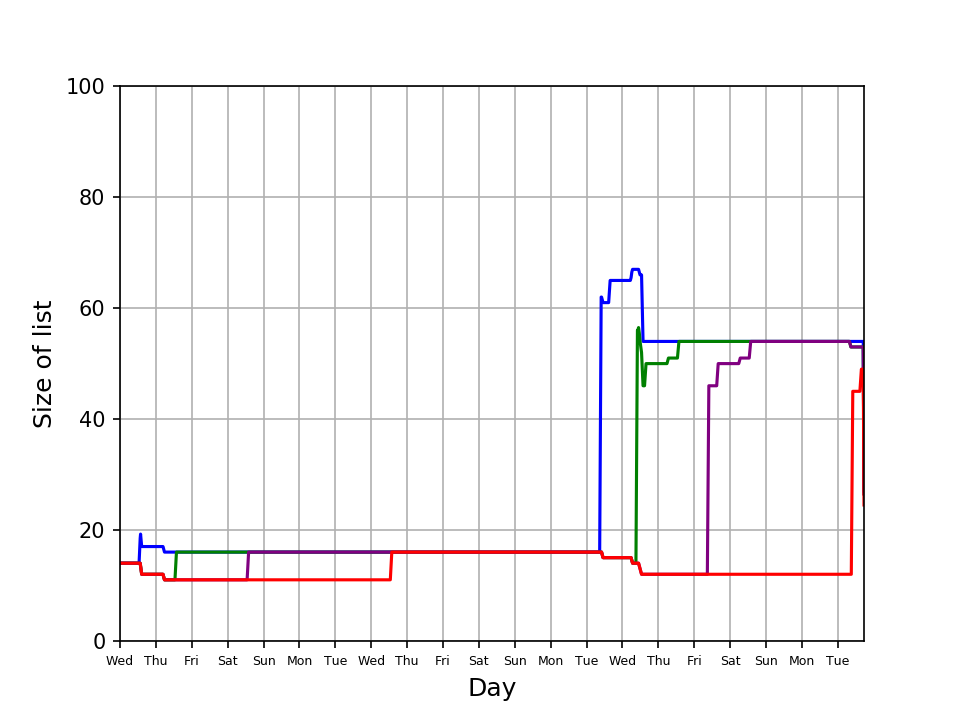 100
80
60
40
20
0
Size of list
Wed Thu Fri Sat Sun Mon Tue Wed Thu Fri Sat Sun Mon Tue Wed Thu Fri Sat Sun Mon Tue
Day